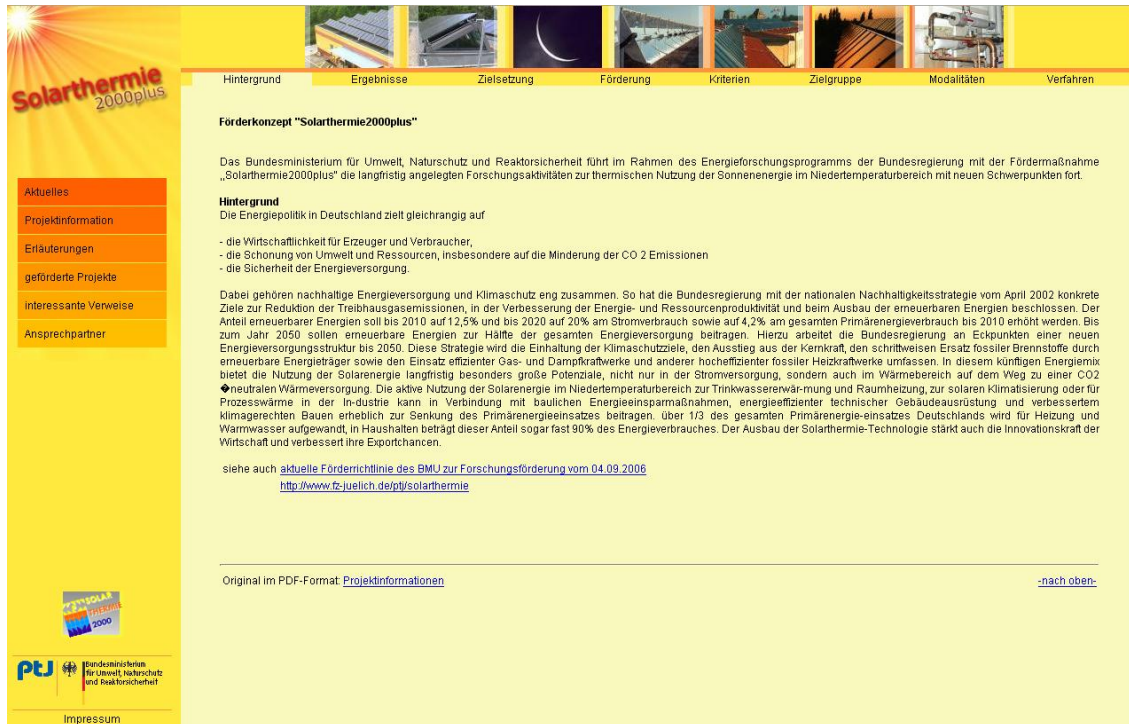 Solarthermie
2000plus
Hintergrund
Ergebnisse
Zielsetzung
Förderung
Kriterien
Zielgruppe
Modalitäten
Verfahren
Aktuelles
Projektinformation
Erläuterungen
geförderte Projekte
interessante Verweise
Ansprechpartner
Förderkonzept "Solarthermie2000plus"
Das Bundesministerium für Umwelt, Naturschutz und Reaktorsicherheit führt im Rahmen des Energieforschungsprogramms der Bundesregierung mit der Fördermaßnahme
„Solarthermie2000plus" die langfristig angelegten Forschungsaktivitäten zur thermischen Nutzung der Sonnenenergie im Niedertemperaturbereich mit neuen Schwerpunkten fort.
Hintergrund
Die Energiepolitik in Deutschland zielt gleichrangig auf
- die Wirtschaftlichkeit für Erzeuger und Verbraucher,
- die Schonung von Umwelt und Ressourcen, insbesondere auf die Minderung der CO 2 Emissionen
- die Sicherheit der Energieversorgung.
Dabei gehören nachhaltige Energieversorgung und Klimaschutz eng zusammen. So hat die Bundesregierung mit der nationalen Nachhaltigkeitsstrategie vom April 2002 konkrete
Ziele zur Reduktion der Treibhausgasemissionen, in der Verbesserung der Energie- und Ressourcenproduktivität und beim Ausbau der erneuerbaren Energien beschlossen. Der
Anteil erneuerbarer Energien soll bis 2010 auf 12,5% und bis 2020 auf 20% am Stromverbrauch sowie auf 4,2% am gesamten Primärenergieverbrauch bis 2010 erhöht werden. Bis
zum Jahr 2050 sollen erneuerbare Energien zur Hälfte der gesamten Energieversorgung beitragen. Hierzu arbeitet die Bundesregierung an Eckpunkten einer neuen
Energieversorgungsstruktur bis 2050. Diese Strategie wird die Einhaltung der Klimaschutzziele, den Ausstieg aus der Kernkraft, den schrittweisen Ersatz fossiler Brennstoffe durch
erneuerbare Energieträger sowie den Einsatz effizienter Gas- und Dampfkraftwerke und anderer hocheffizienter fossiler Heizkraftwerke umfassen. In diesem künftigen Energiemix
bietet die Nutzung der Solarenergie langfristig besonders große Potenziale, nicht nur in der Stromversorgung, sondern auch im Wärmebereich auf dem Weg zu einer CO2
�neutralen Wärmeversorgung. Die aktive Nutzung der Solarenergie im Niedertemperaturbereich zur Trinkwassererwär-mung und Raumheizung, zur solaren Klimatisierung oder für
Prozesswärme in der In-dustrie kann in Verbindung mit baulichen Energieeinsparmaßnahmen, energieeffizienter technischer Gebäudeausrüstung und verbessertem
klimagerechten Bauen erheblich zur Senkung des Primärenergieeinsatzes beitragen. über 1/3 des gesamten Primärenergie-einsatzes Deutschlands wird für Heizung und
Warmwasser aufgewandt, in Haushalten beträgt dieser Anteil sogar fast 90% des Energieverbrauches. Der Ausbau der Solarthermie-Technologie stärkt auch die Innovationskraft der
Wirtschaft und verbessert ihre Exportchancen.
siehe auch aktuelle Förderrichtlinie des BMU zur Forschungsförderung vom 04.09.2006
http://www.fz-juelich.de/ptj/solarthermie
Original im PDF-Format: Projektinformationen
-nach oben-
SOLAR
THERMIE
2000
PtJ
Bundesministerium
für Umwelt, Naturschutz
und Reaktorsicherheit
Impressum